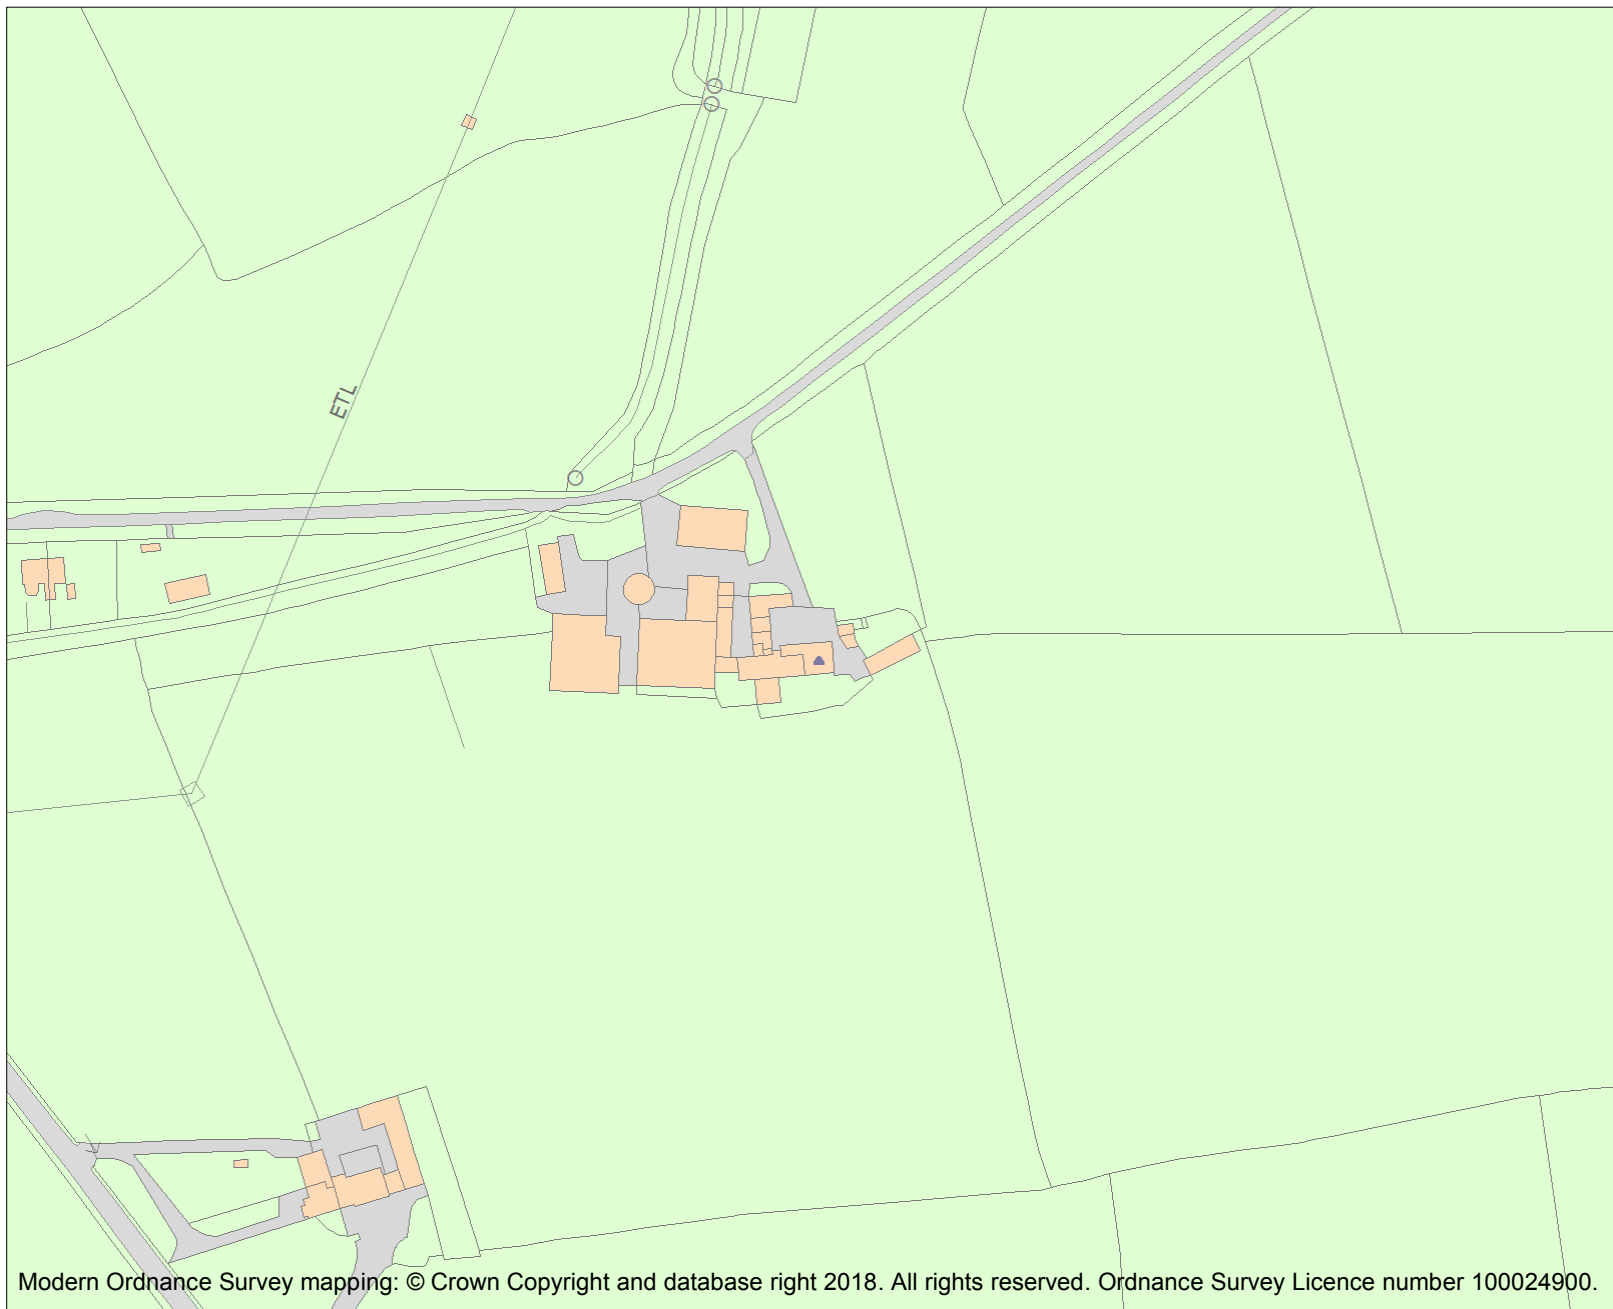 ETL
Modern Ordnance Survey mapping: © Crown Copyright and database right 2018. All rights reserved. Ordnance Survey Licence number 100024900.